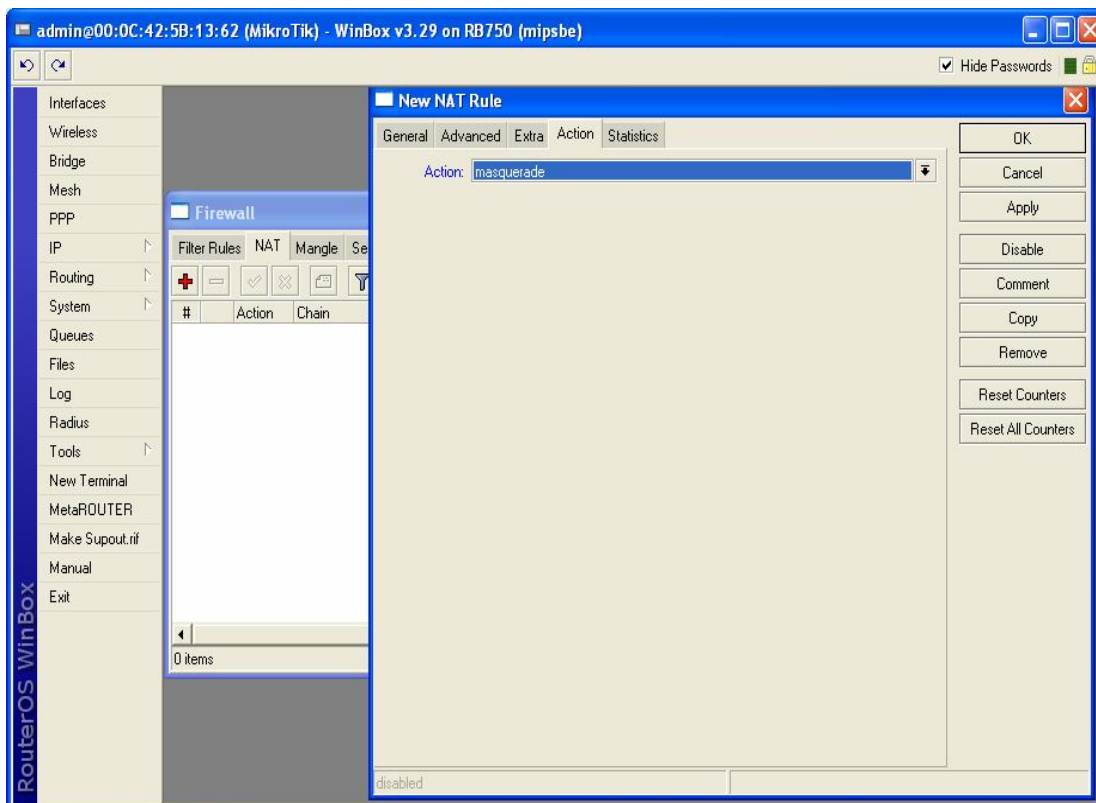 admin@00:0C:42:5B:13:62 (MikroTik) - WinBox v3.29 on RB750 (mipsbe)
Hide Passwords
Interfaces
Wireless
Bridge
Mesh
PPP
IP
Routing
System
Queues
Files
Log
Radius
Tools
New Terminal
MetaROUTER
Make Supout.rif
Manual
Exit
RouterOS WinBox
Firewall
Filter Rules NAT Mangle Se
# Action Chain
0 items
New NAT Rule
General Advanced Extra Action Statistics
Action: masquerade
OK
Cancel
Apply
Disable
Comment
Copy
Remove
Reset Counters
Reset All Counters
disabled